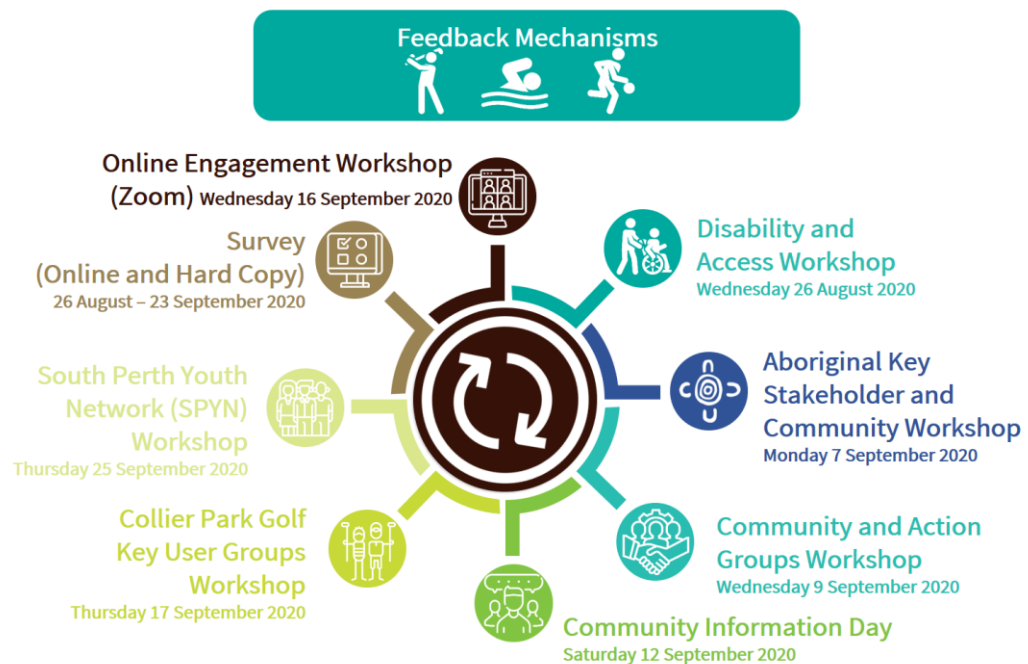 Feedback Mechanisms
Online Engagement Workshop
(Zoom) Wednesday 16 September 2020
Survey
(Online and Hard Copy)
26 August – 23 September 2020
South Perth Youth
Network (SPYN)
Workshop
Thursday 25 September 2020
Collier Park Golf
Key User Groups
Workshop
Thursday 17 September 2020
Disability and
Access Workshop
Wednesday 26 August 2020
Aboriginal Key
Stakeholder and
Community Workshop
Monday 7 September 2020
Community and Action
Groups Workshop
Wednesday 9 September 2020
Community Information Day
Saturday 12 September 2020